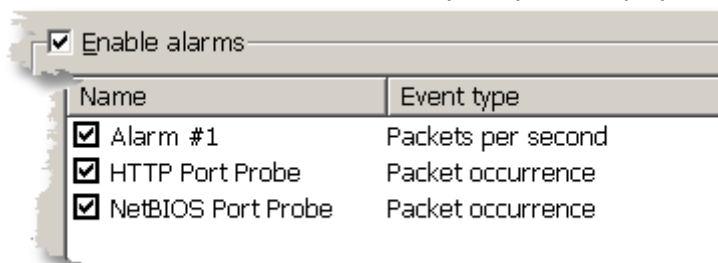 Enable alarms
Name Event type
Alarm #1 Packets per second
HTTP Port Probe Packet occurrence
NetBIOS Port Probe Packet occurrence